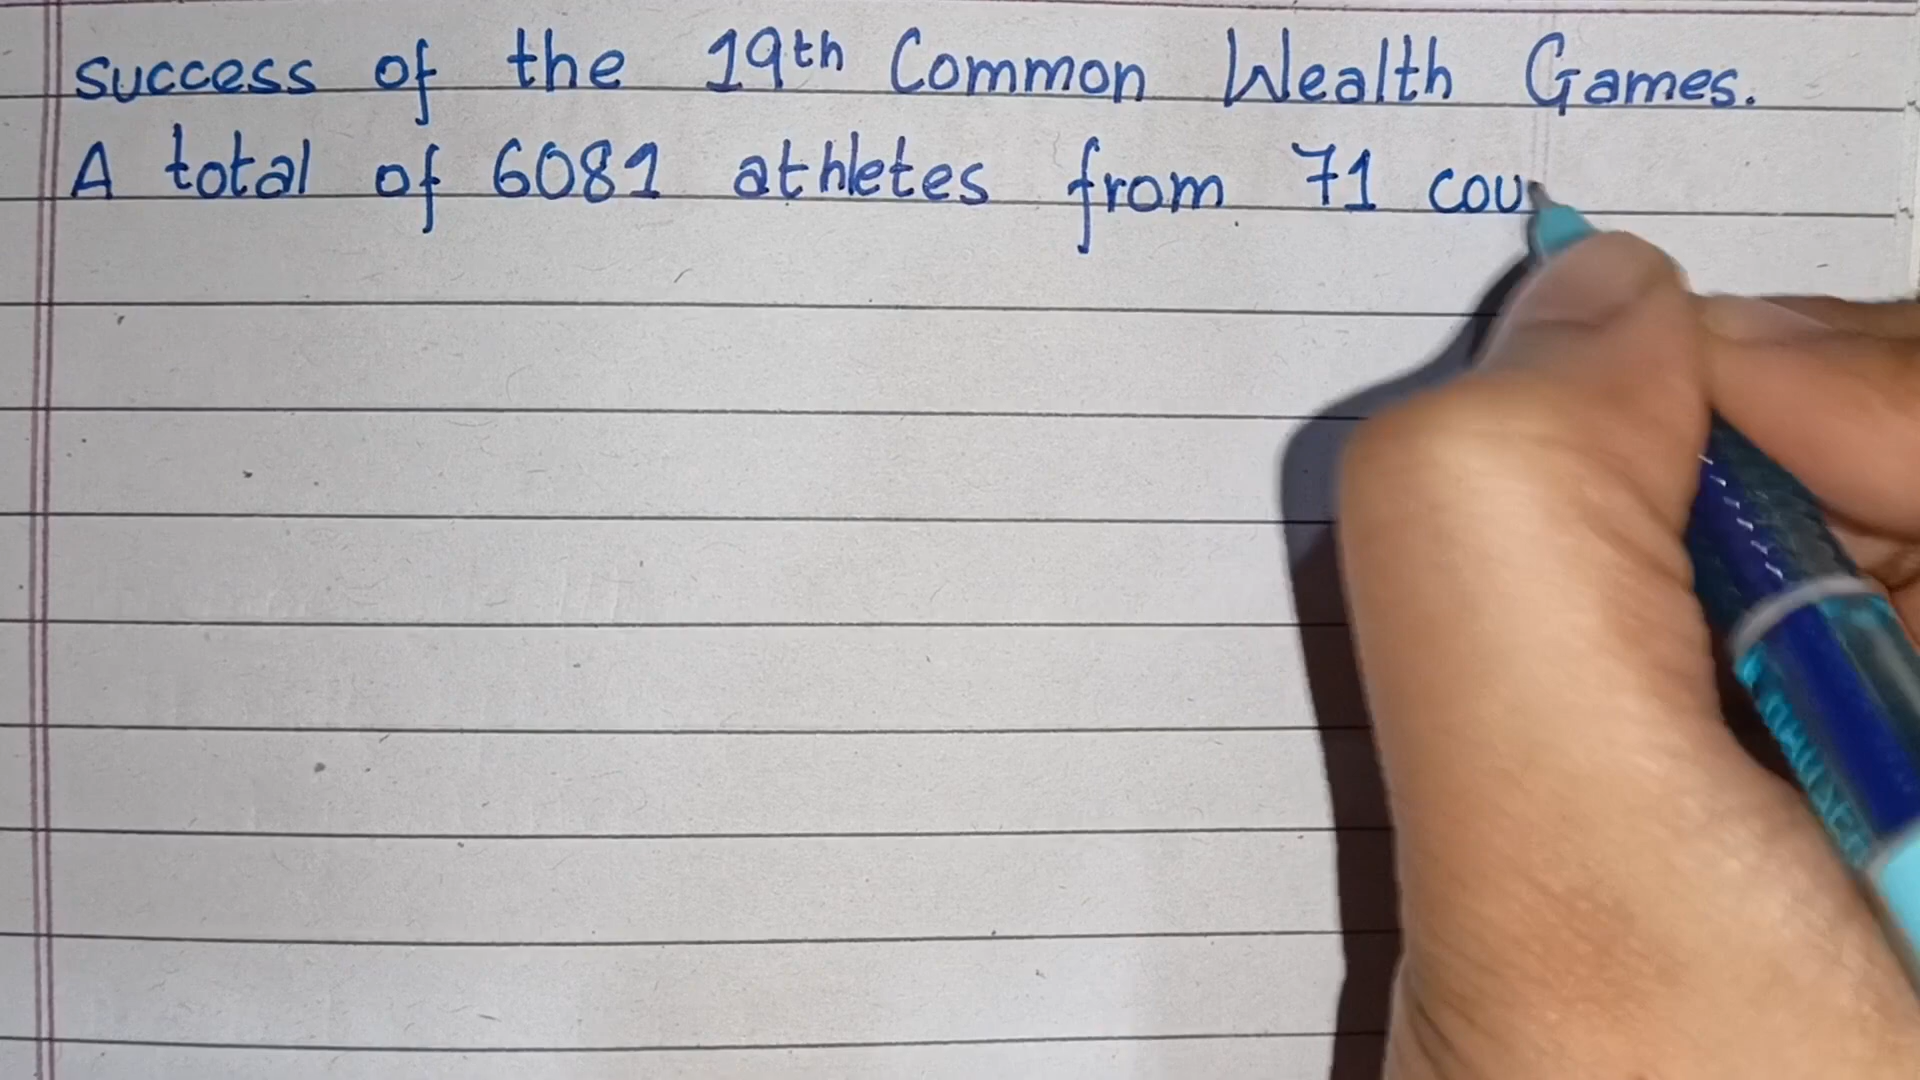 success of the 19th Common Wealth Games.
A total of 6081 athletes from 71 cou